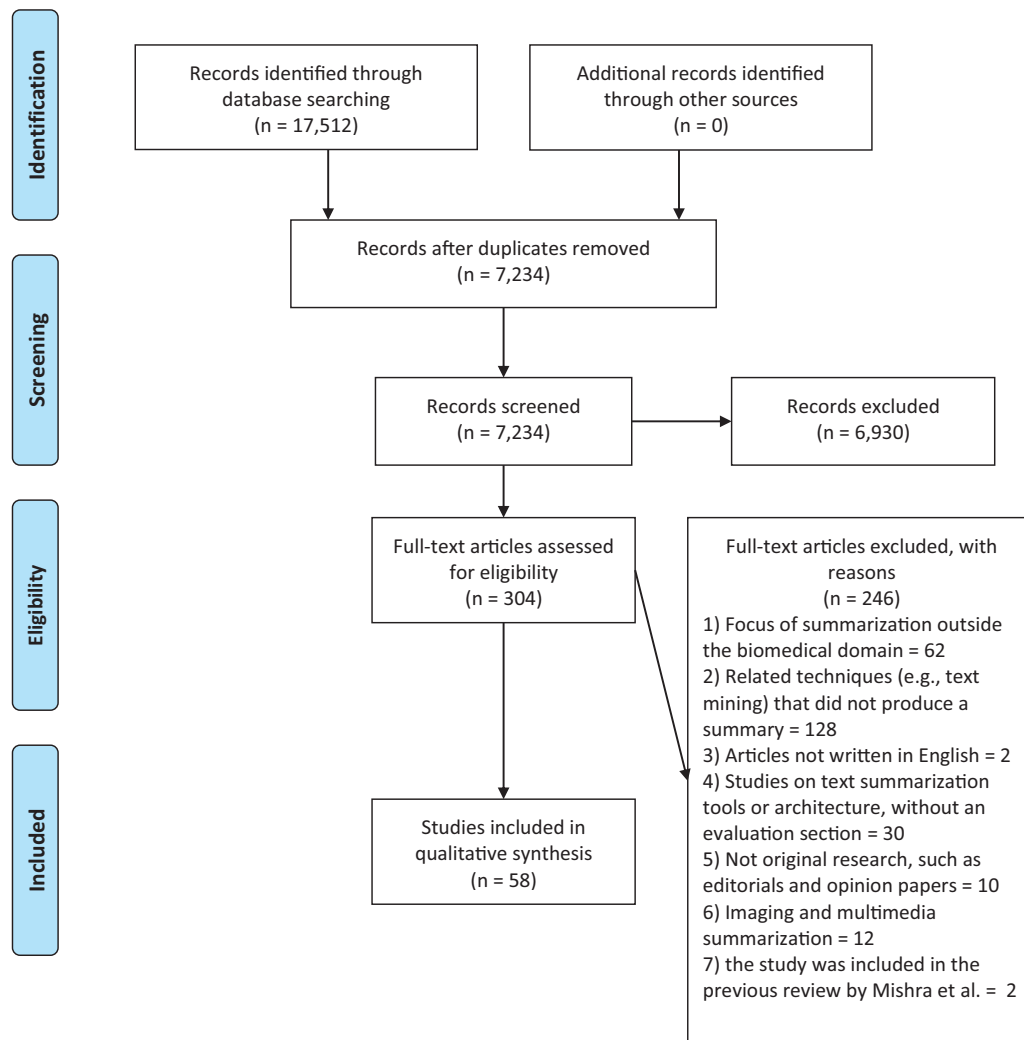 Identification
Records identified through
database searching
(n = 17,512)
Additional records identified
through other sources
(n = 0)
Records after duplicates removed
(n = 7,234)
Screening
Records screened
(n = 7,234)
Records excluded
(n = 6,930)
Eligibility
Full-text articles assessed
for eligibility
(n = 304)
Full-text articles excluded, with
reasons
(n = 246)
1) Focus of summarization outside
the biomedical domain = 62
2) Related techniques (e.g., text
mining) that did not produce a
summary = 128
3) Articles not written in English = 2
4) Studies on text summarization
tools or architecture, without an
evaluation section = 30
5) Not original research, such as
editorials and opinion papers = 10
6) Imaging and multimedia
summarization = 12
7) the study was included in the
previous review by Mishra et al. =  2
Included
Studies included in
qualitative synthesis
(n = 58)